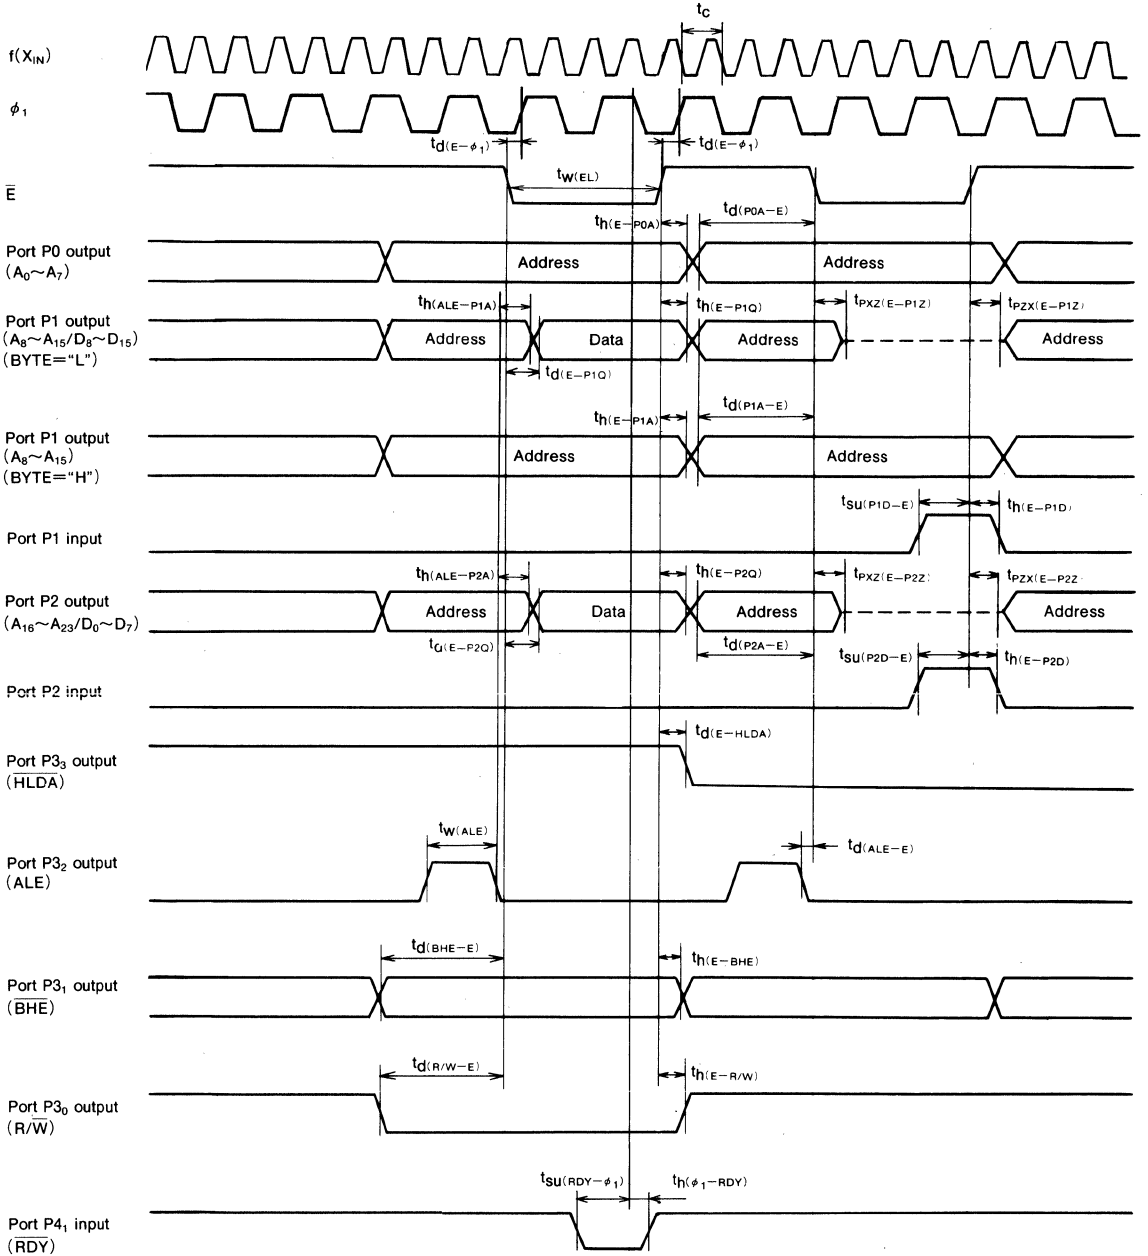 tC
f(XIN)
ϕ1
td(E−ϕ1) td(E−ϕ1)
E̅
tw(EL)
th(E−P0A) td(P0A−E)
Port P0 output
(A0~A7)
Address Address
th(ALE−P1A) th(E−P1Q) tPXZ(E−P1Z) tPZX(E−P1Z)
Port P1 output
(A8~A15/D8~D15)
(BYTE="L")
Address Data Address Address
td(E−P1Q)
th(E−P1A) td(P1A−E)
Port P1 output
(A8~A15)
(BYTE="H")
Address Address
tsu(P1D−E) th(E−P1D)
Port P1 input
th(ALE−P2A) th(E−P2Q) tPXZ(E−P2Z) tPZX(E−P2Z
Port P2 output
(A16~A23/D0~D7)
Address Data Address Address
td(E−P2Q) td(P2A−E)
tsu(P2D−E) th(E−P2D)
Port P2 input
td(E−HLDA)
Port P33 output
(H̅L̅D̅A̅)
tw(ALE) td(ALE−E)
Port P32 output
(ALE)
td(BHE−E) th(E−BHE)
Port P31 output
(B̅H̅E̅)
td(R/W−E) th(E−R/W)
Port P30 output
(R/W̅)
tsu(RDY−ϕ1) th(ϕ1−RDY)
Port P41 input
(R̅D̅Y̅)